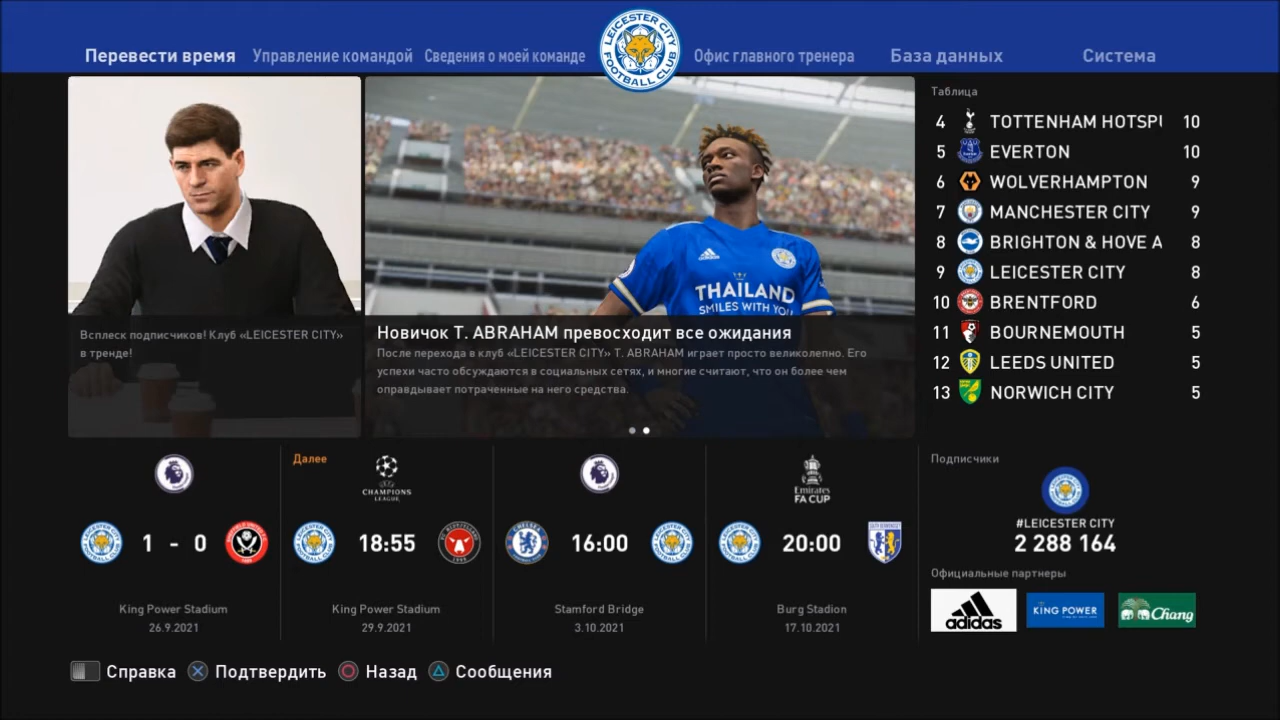 Перевести время
Управление командой
Сведения о моей команде
LEICESTER CITY
FOOTBALL CLUB
Офис главного тренера
База данных
Система
Всплеск подписчиков! Клуб «LEICESTER CITY»
в тренде!
adidas
THAILAND
SMILES WITH YOU
Новичок T. ABRAHAM превосходит все ожидания
После перехода в клуб «LEICESTER CITY» T. ABRAHAM играет просто великолепно. Его
успехи часто обсуждаются в социальных сетях, и многие считают, что он более чем
оправдывает потраченные на него средства.
Таблица
4 TOTTENHAM HOTSPU 10
5 EVERTON 10
6 WOLVERHAMPTON 9
7 MANCHESTER CITY 9
8 BRIGHTON & HOVE A 8
9 LEICESTER CITY 8
10 BRENTFORD 6
11 BOURNEMOUTH 5
12 LEEDS UNITED 5
13 NORWICH CITY 5
1 - 0
King Power Stadium
26.9.2021
Далее
CHAMPIONS
LEAGUE
18:55
King Power Stadium
29.9.2021
16:00
Stamford Bridge
3.10.2021
Emirates
FA CUP
20:00
Burg Stadion
17.10.2021
Подписчики
#LEICESTER CITY
2 288 164
Официальные партнеры
adidas
KING POWER
Chang
Справка
Подтвердить
Назад
Сообщения